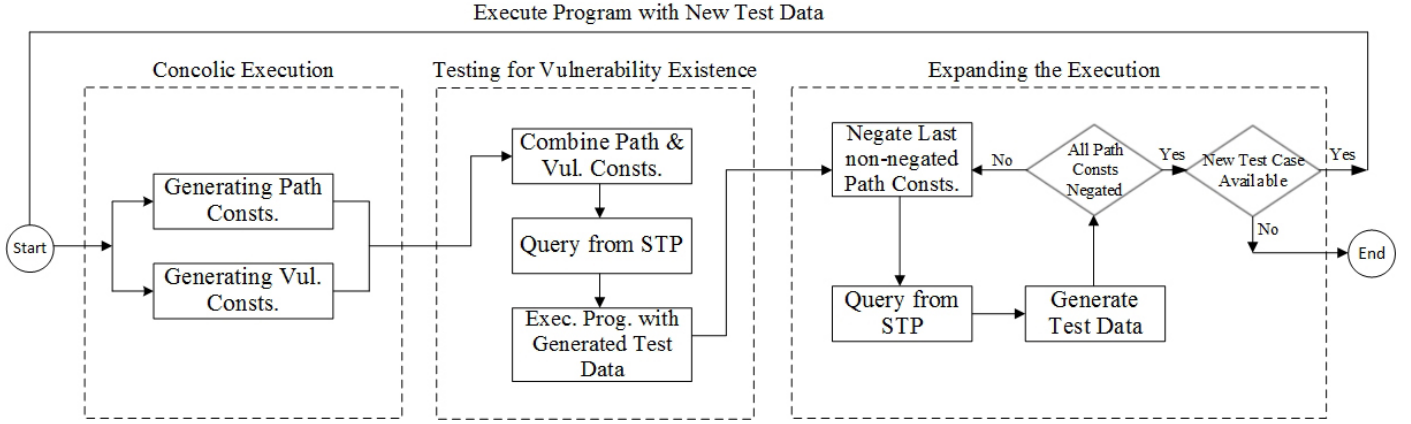 Execute Program with New Test Data
Concolic Execution
Testing for Vulnerability Existence
Expanding the Execution
Start
Generating Path
Consts.
Generating Vul.
Consts.
Combine Path &
Vul. Consts.
Query from STP
Exec. Prog. with
Generated Test
Data
Negate Last
non-negated
Path Consts.
No
All Path
Consts
Negated
Yes
New Test Case
Available
Yes
No
End
Query from
STP
Generate
Test Data